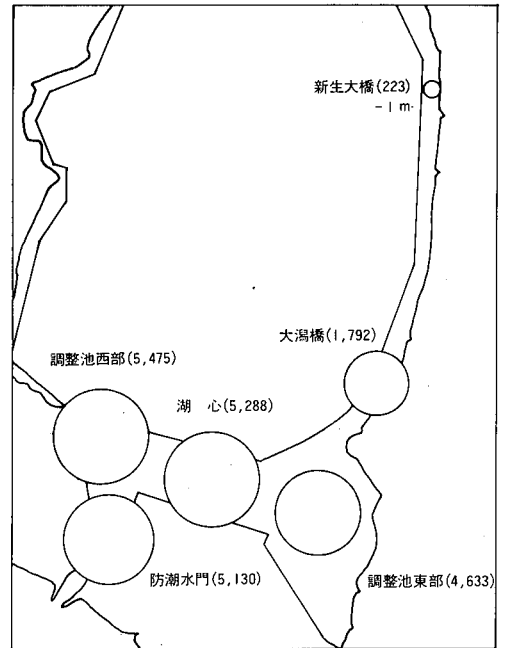 新生大橋(223)
-1m
大潟橋(1,792)
調整池西部(5,475)
湖　心(5,288)
防潮水門(5,130)
調整池東部(4,633)